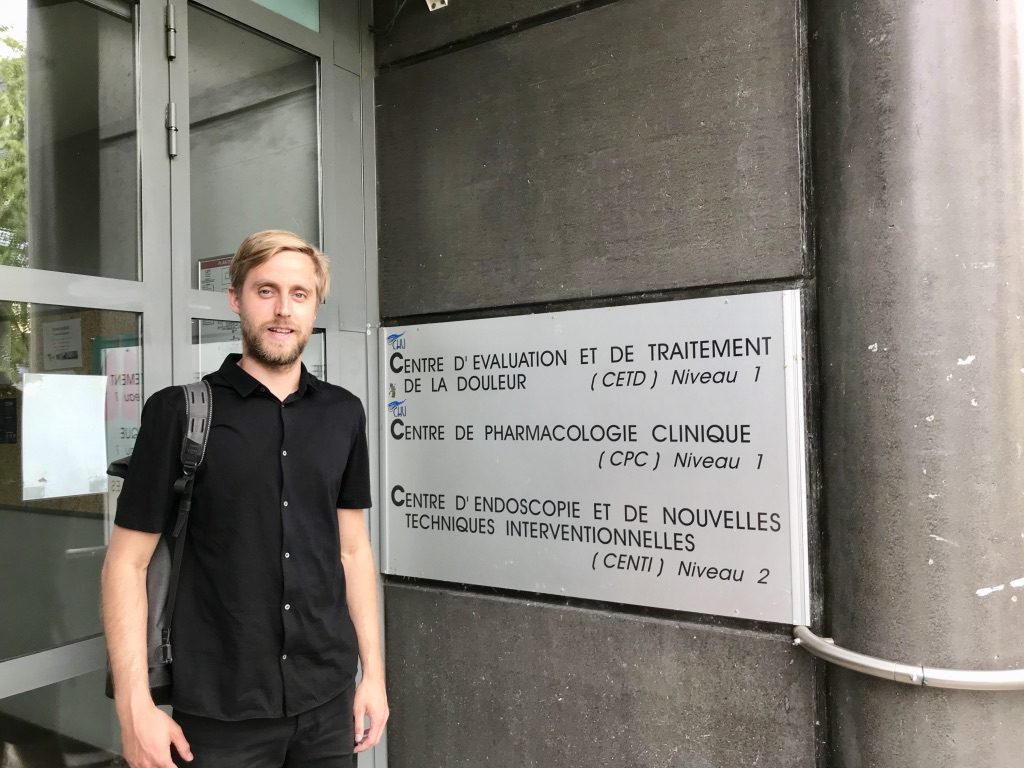 CHU
CENTRE D'EVALUATION ET DE TRAITEMENT
DE LA DOULEUR (CETD) Niveau 1
CHU
CENTRE DE PHARMACOLOGIE CLINIQUE
(CPC) Niveau 1
CENTRE D'ENDOSCOPIE ET DE NOUVELLES
TECHNIQUES INTERVENTIONNELLES
(CENTI) Niveau 2